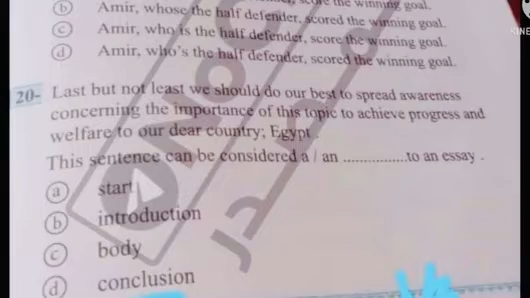 ⓑ Amir, whose the half defender, scored the winning goal.
ⓒ Amir, who is the half defender, score the winning goal.
ⓓ Amir, who's the half defender, scored the winning goal.
20- Last but not least we should do our best to spread awareness
concerning the importance of this topic to achieve progress and
welfare to our dear country; Egypt
This sentence can be considered a / an ................to an essay .
ⓐ start
ⓑ introduction
ⓒ body
ⓓ conclusion